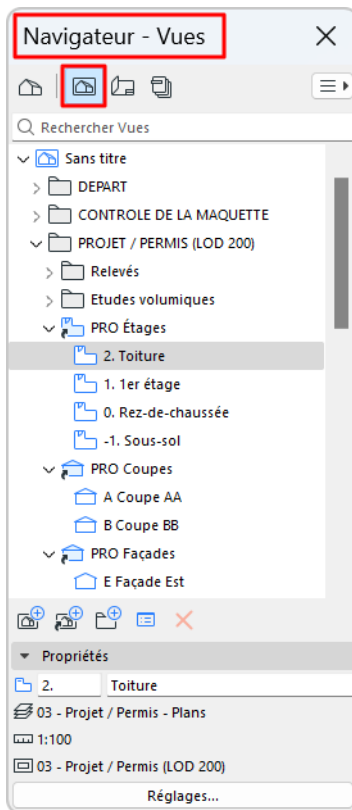 Navigateur - Vues
Rechercher Vues
Sans titre
DEPART
CONTROLE DE LA MAQUETTE
PROJET / PERMIS (LOD 200)
Relevés
Etudes volumiques
PRO Étages
2. Toiture
1. 1er étage
0. Rez-de-chaussée
-1. Sous-sol
PRO Coupes
A Coupe AA
B Coupe BB
PRO Façades
E Façade Est
Propriétés
2. Toiture
03 - Projet / Permis - Plans
1:100
03 - Projet / Permis (LOD 200)
Réglages...